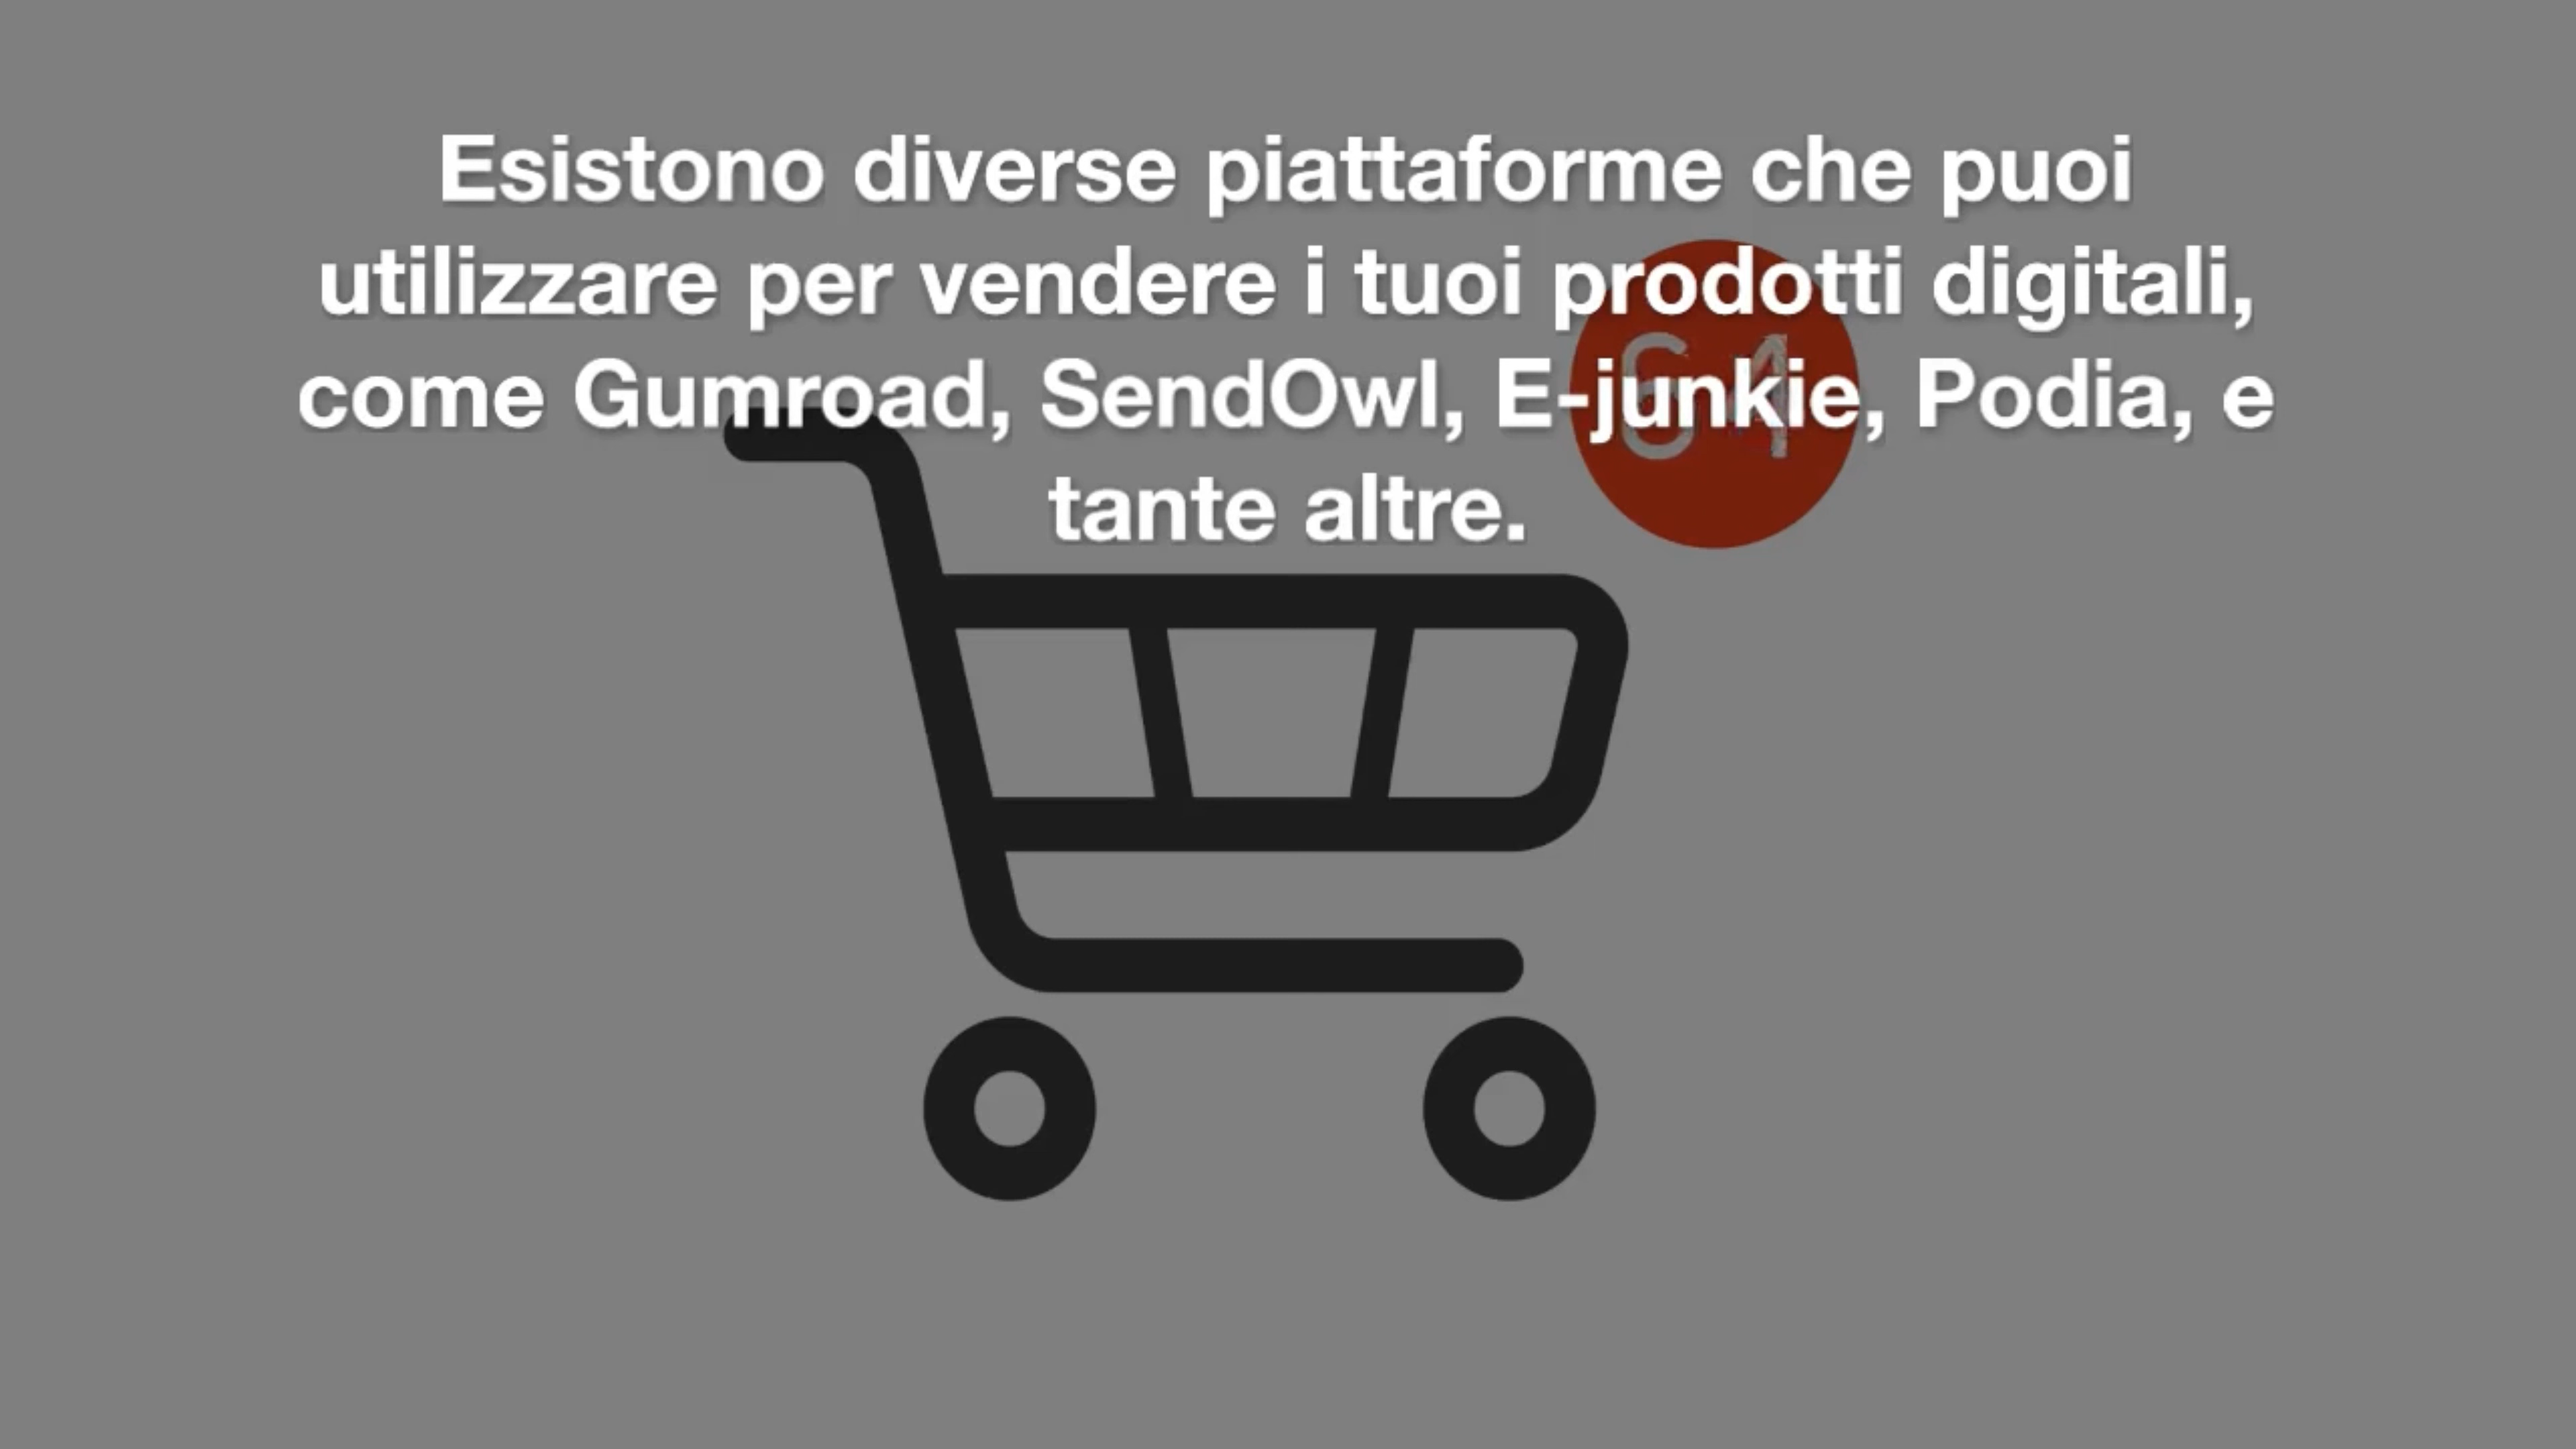 Esistono diverse piattaforme che puoi
utilizzare per vendere i tuoi prodotti digitali,
come Gumroad, SendOwl, E-junkie, Podia, e
tante altre.